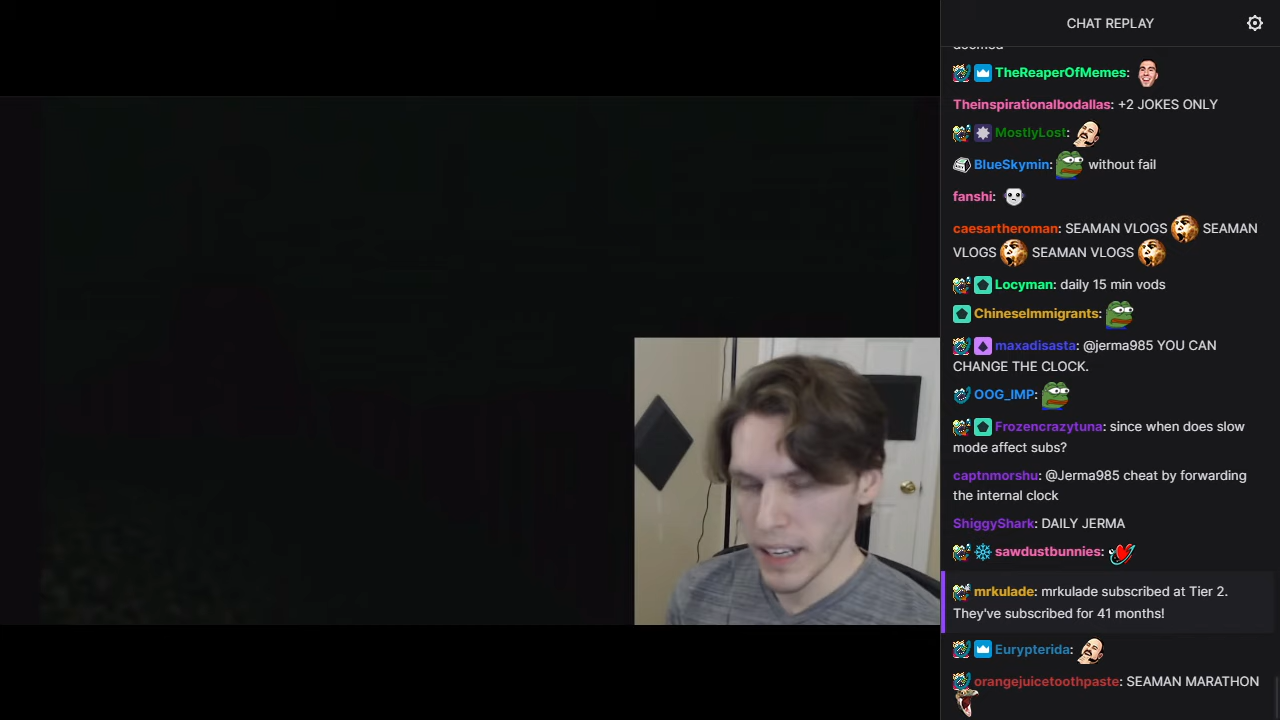 CHAT REPLAY
doomed
TheReaperOfMemes:
Theinspirationalbodallas: +2 JOKES ONLY
MostlyLost:
BlueSkymin: without fail
fanshi:
caesartheroman: SEAMAN VLOGS SEAMAN
VLOGS SEAMAN VLOGS
Locyman: daily 15 min vods
ChineseImmigrants:
maxadisasta: @jerma985 YOU CAN
CHANGE THE CLOCK.
OOG_IMP:
Frozencrazytuna: since when does slow
mode affect subs?
captnmorshu: @Jerma985 cheat by forwarding
the internal clock
ShiggyShark: DAILY JERMA
sawdustbunnies:
mrkulade: mrkulade subscribed at Tier 2.
They've subscribed for 41 months!
Eurypterida:
orangejuicetoothpaste: SEAMAN MARATHON